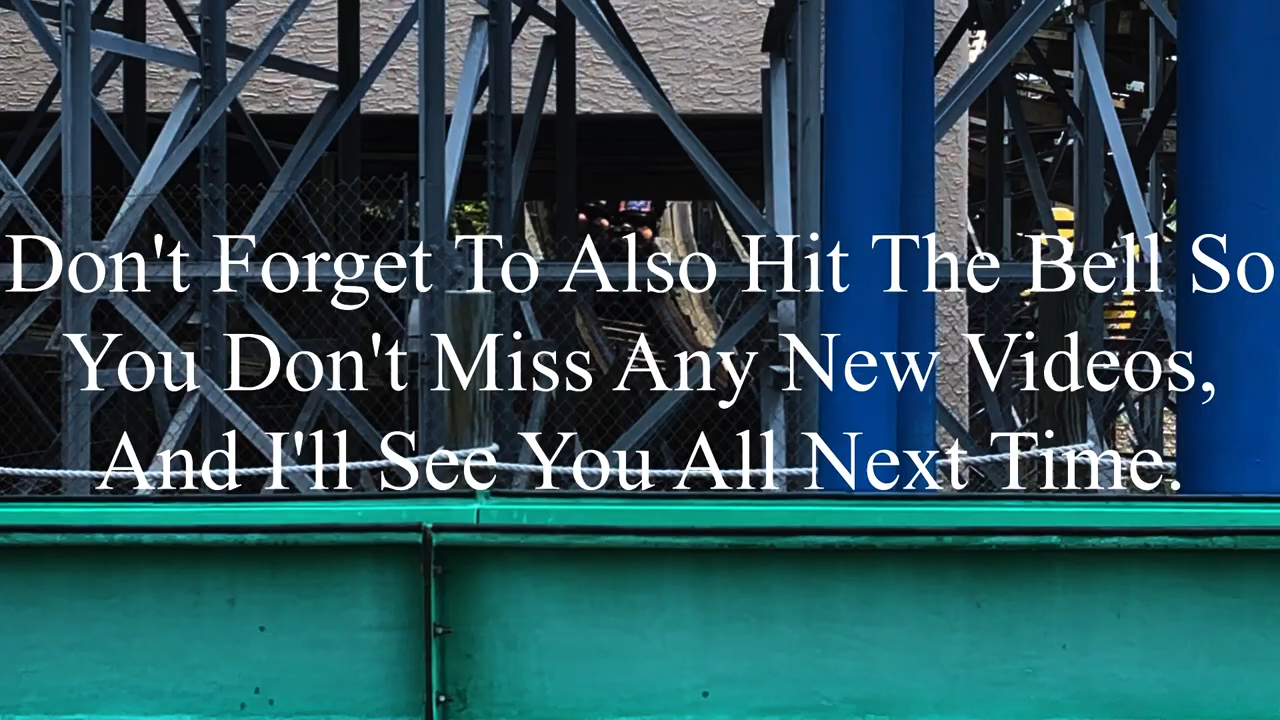 Don't Forget To Also Hit The Bell So
You Don't Miss Any New Videos,
And I'll See You All Next Time.